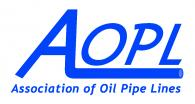 AOPL
Association of Oil Pipe Lines